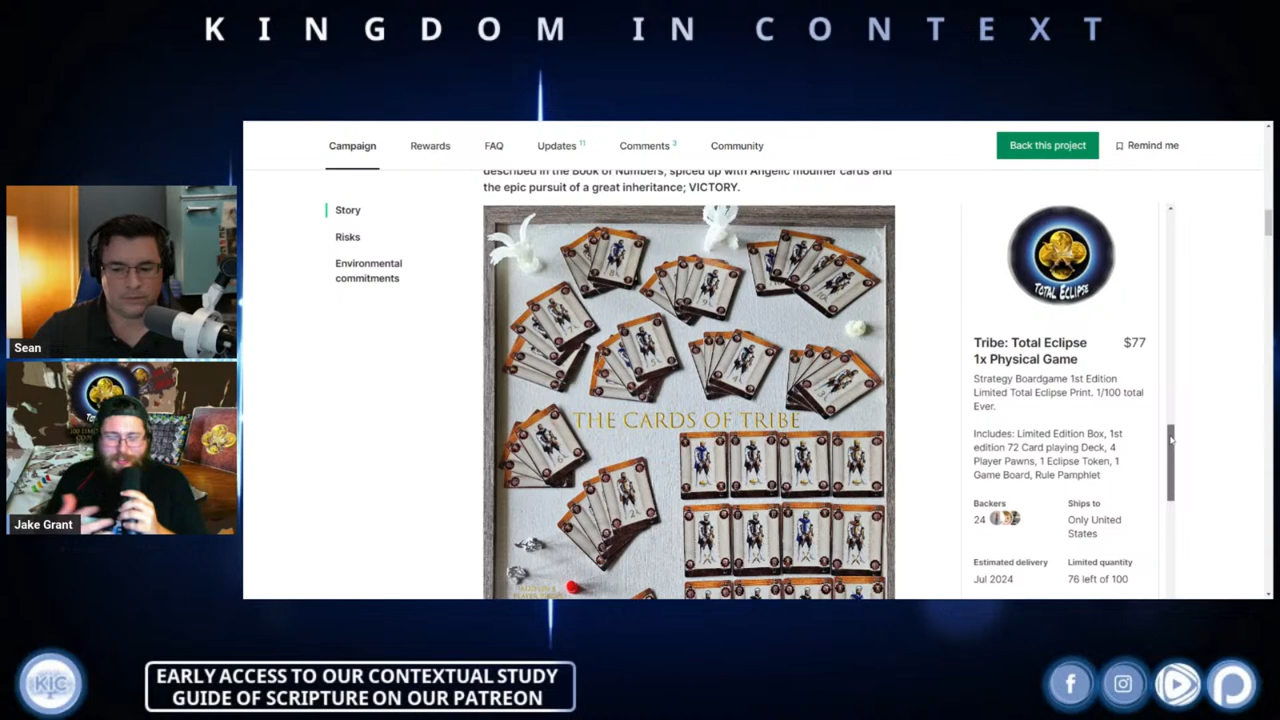 KINGDOM IN CONTEXT
Campaign
Rewards
FAQ
Updates 11
Comments 3
Community
Back this project
Remind me
described in the Book of Numbers, spiced up with Angelic modifier cards and
the epic pursuit of a great inheritance; VICTORY.
Story
Risks
Environmental
commitments
THE CARDS OF TRIBE
TOTAL ECLIPSE
Tribe: Total Eclipse
1x Physical Game
$77
Strategy Boardgame 1st Edition
Limited Total Eclipse Print. 1/100 total
Ever.
Includes: Limited Edition Box, 1st
edition 72 Card playing Deck, 4
Player Pawns, 1 Eclipse Token, 1
Game Board, Rule Pamphlet
Backers
24
Ships to
Only United
States
Estimated delivery
Jul 2024
Limited quantity
76 left of 100
Sean
Jake Grant
KIC
EARLY ACCESS TO OUR CONTEXTUAL STUDY
GUIDE OF SCRIPTURE ON OUR PATREON